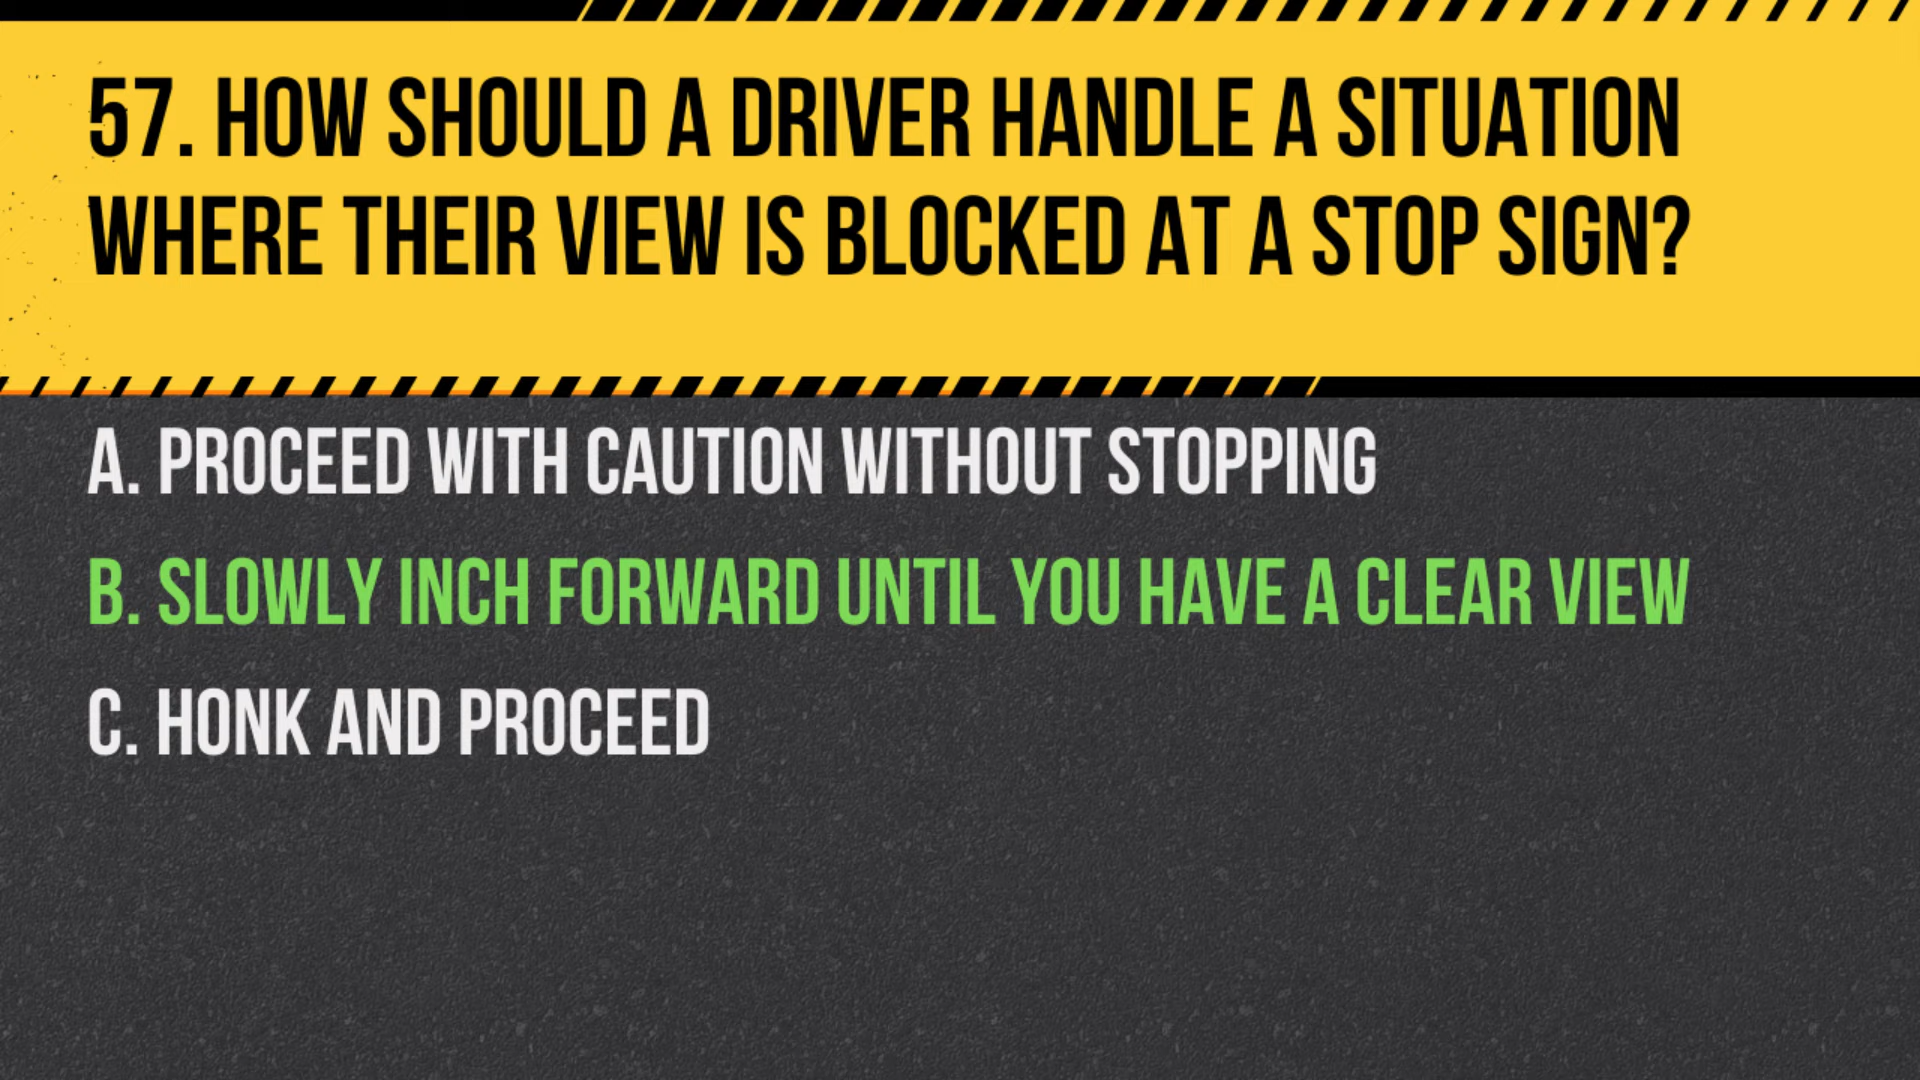 57. HOW SHOULD A DRIVER HANDLE A SITUATION
WHERE THEIR VIEW IS BLOCKED AT A STOP SIGN?
A. PROCEED WITH CAUTION WITHOUT STOPPING
B. SLOWLY INCH FORWARD UNTIL YOU HAVE A CLEAR VIEW
C. HONK AND PROCEED